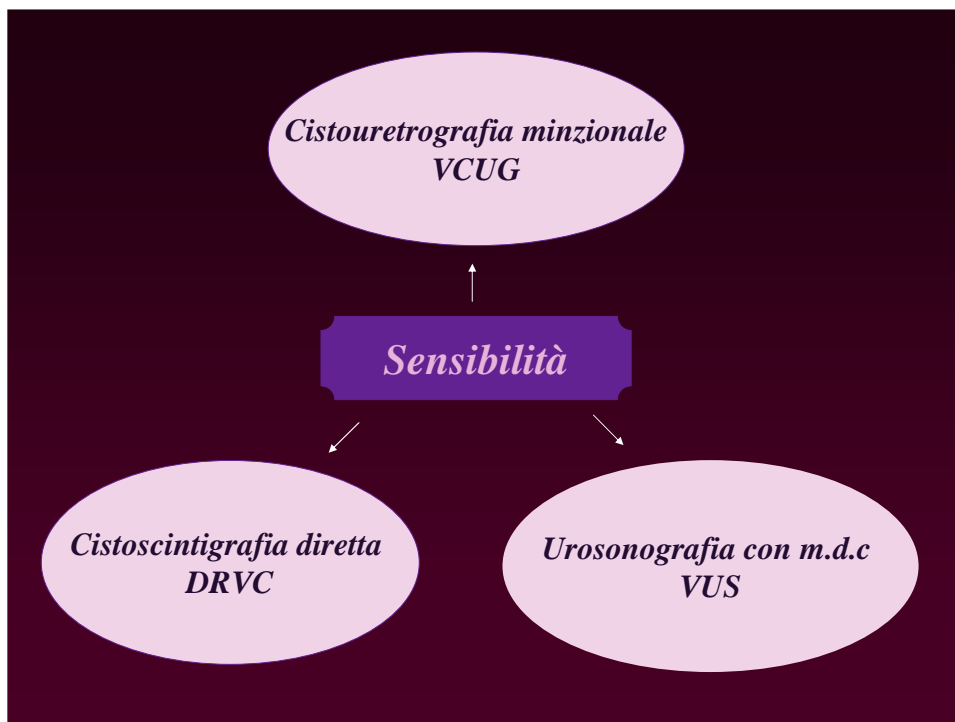 Cistouretrografia minzionale
VCUG
Sensibilità
Cistoscintigrafia diretta
DRVC
Urosonografia con m.d.c
VUS